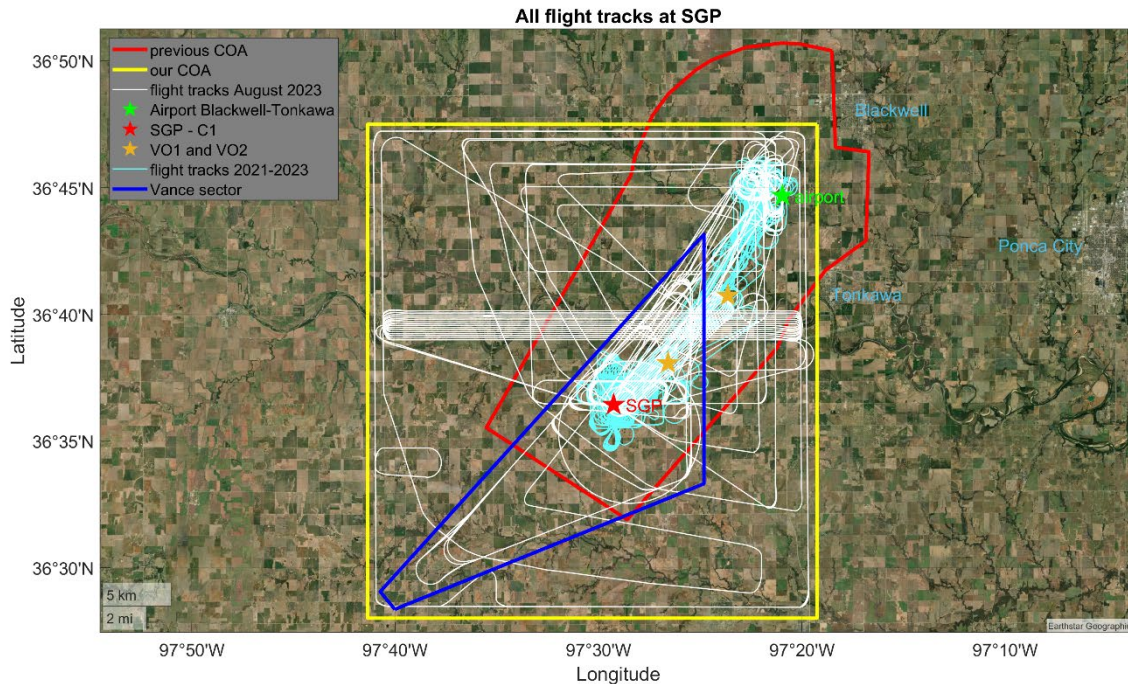 All flight tracks at SGP
previous COA
our COA
flight tracks August 2023
Airport Blackwell-Tonkawa
SGP - C1
VO1 and VO2
flight tracks 2021-2023
Vance sector
36°50'N
36°45'N
36°40'N
36°35'N
36°30'N
Latitude
Blackwell
airport
Ponca City
Tonkawa
SGP
5 km
2 mi
Earthstar Geographics
97°50'W
97°40'W
97°30'W
97°20'W
97°10'W
Longitude